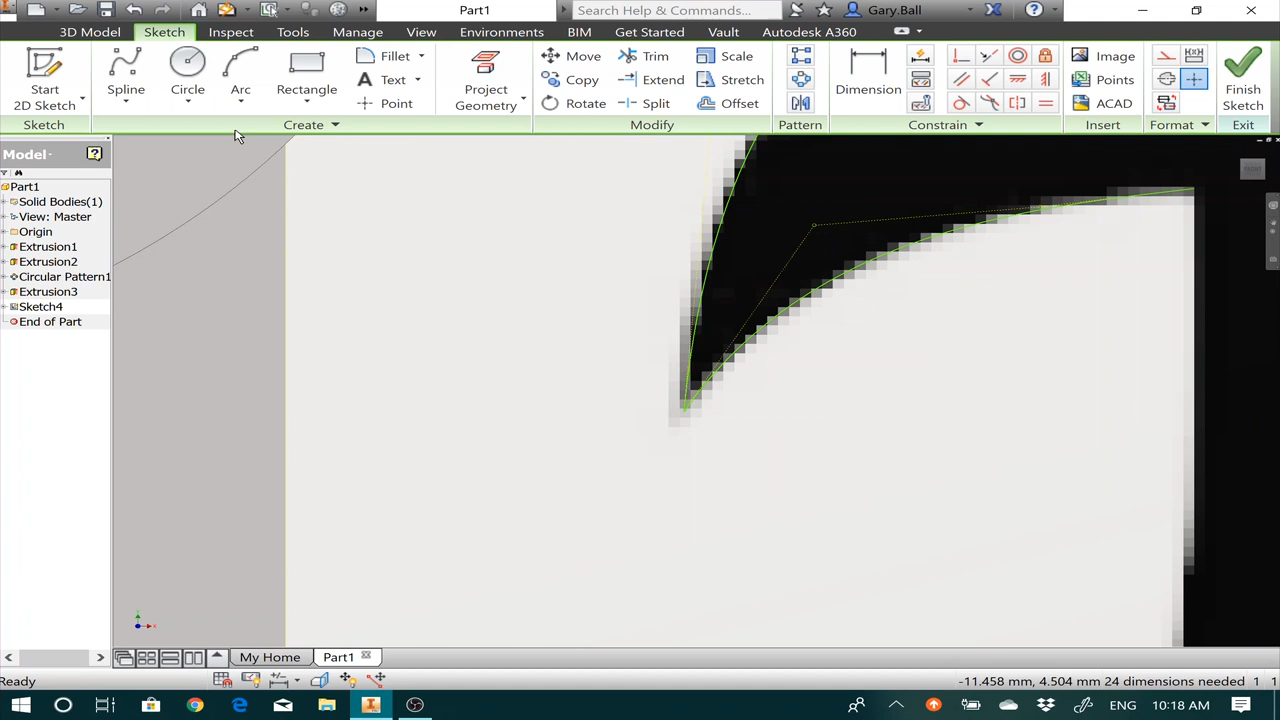 Part1
Search Help & Commands...
Gary.Ball
3D Model
Sketch
Inspect
Tools
Manage
View
Environments
BIM
Get Started
Vault
Autodesk A360
Start
2D Sketch
Spline
Circle
Arc
Rectangle
Fillet
Text
Point
Project
Geometry
Move
Copy
Rotate
Trim
Extend
Split
Scale
Stretch
Offset
Dimension
Image
Points
ACAD
Finish
Sketch
Sketch
Create
Modify
Pattern
Constrain
Insert
Format
Exit
Model
Part1
Solid Bodies(1)
View: Master
Origin
Extrusion1
Extrusion2
Circular Pattern1
Extrusion3
Sketch4
End of Part
FRONT
My Home
Part1
Ready
-11.458 mm, 4.504 mm 24 dimensions needed 1 1
ENG
10:18 AM